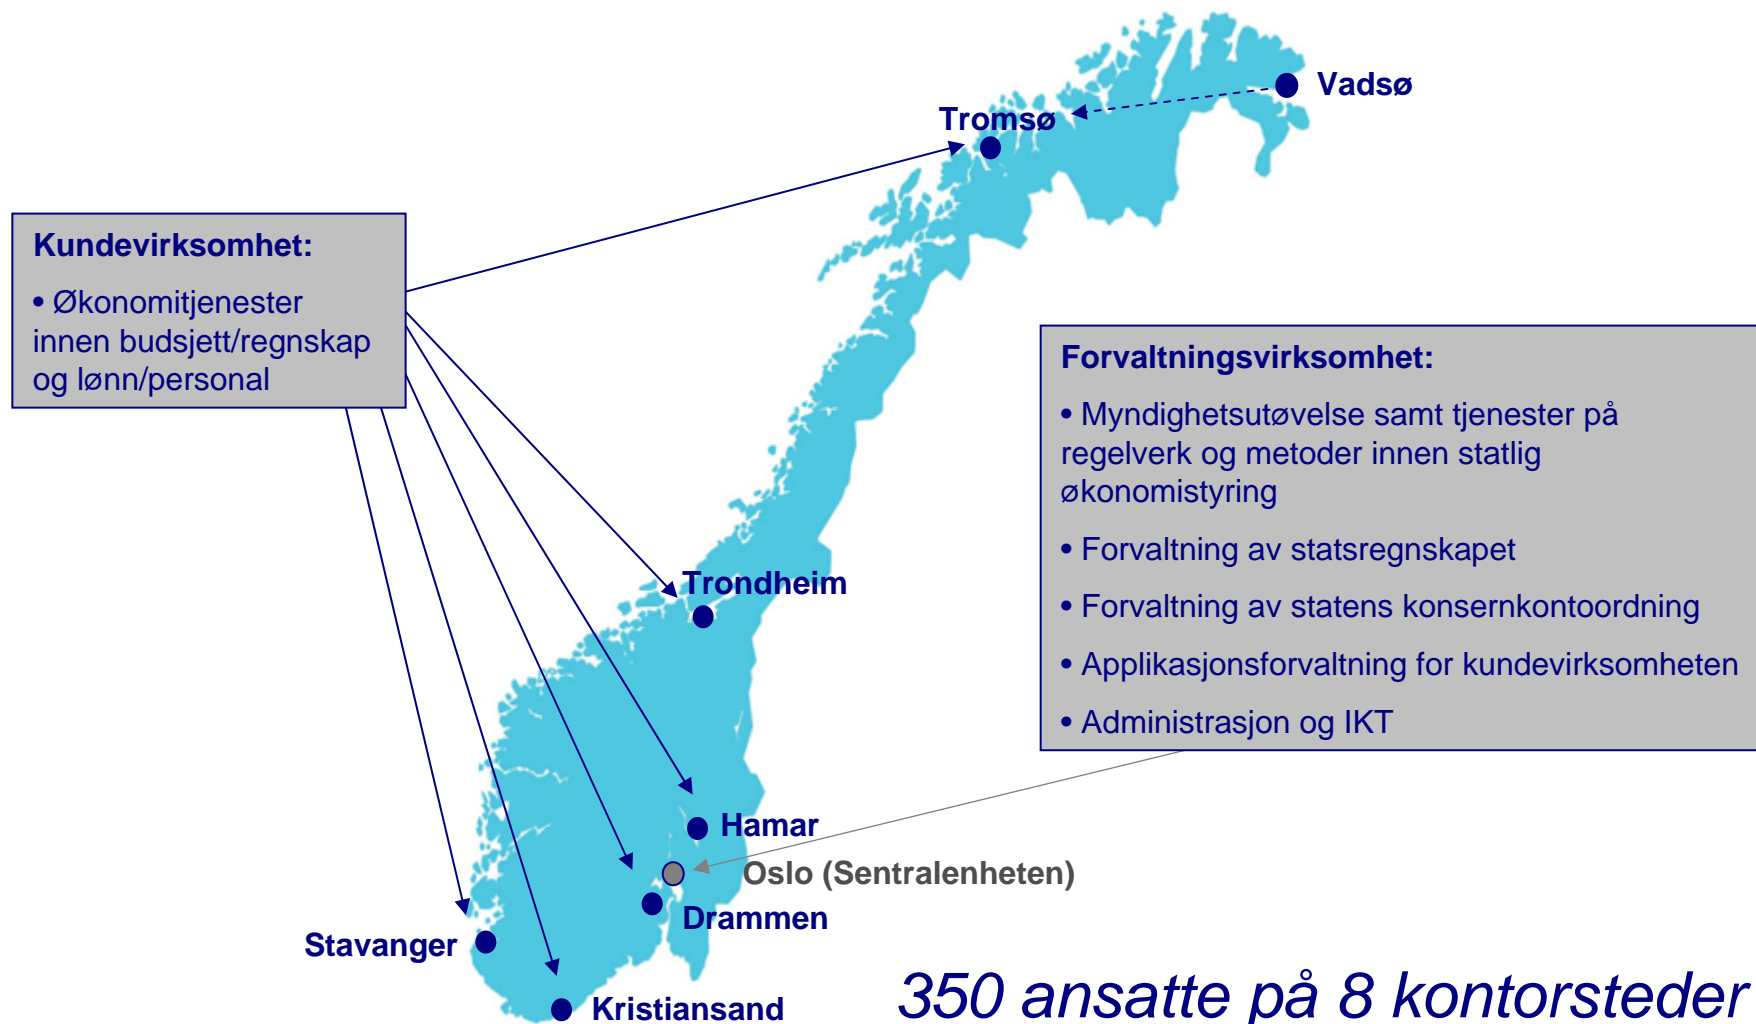 Vadsø
Tromsø
Kundevirksomhet:
• Økonomitjenester
innen budsjett/regnskap
og lønn/personal
Forvaltningsvirksomhet:
• Myndighetsutøvelse samt tjenester på
regelverk og metoder innen statlig
økonomistyring
• Forvaltning av statsregnskapet
• Forvaltning av statens konsernkontoordning
• Applikasjonsforvaltning for kundevirksomheten
• Administrasjon og IKT
Trondheim
Hamar
Oslo (Sentralenheten)
Drammen
Stavanger
Kristiansand
350 ansatte på 8 kontorsteder